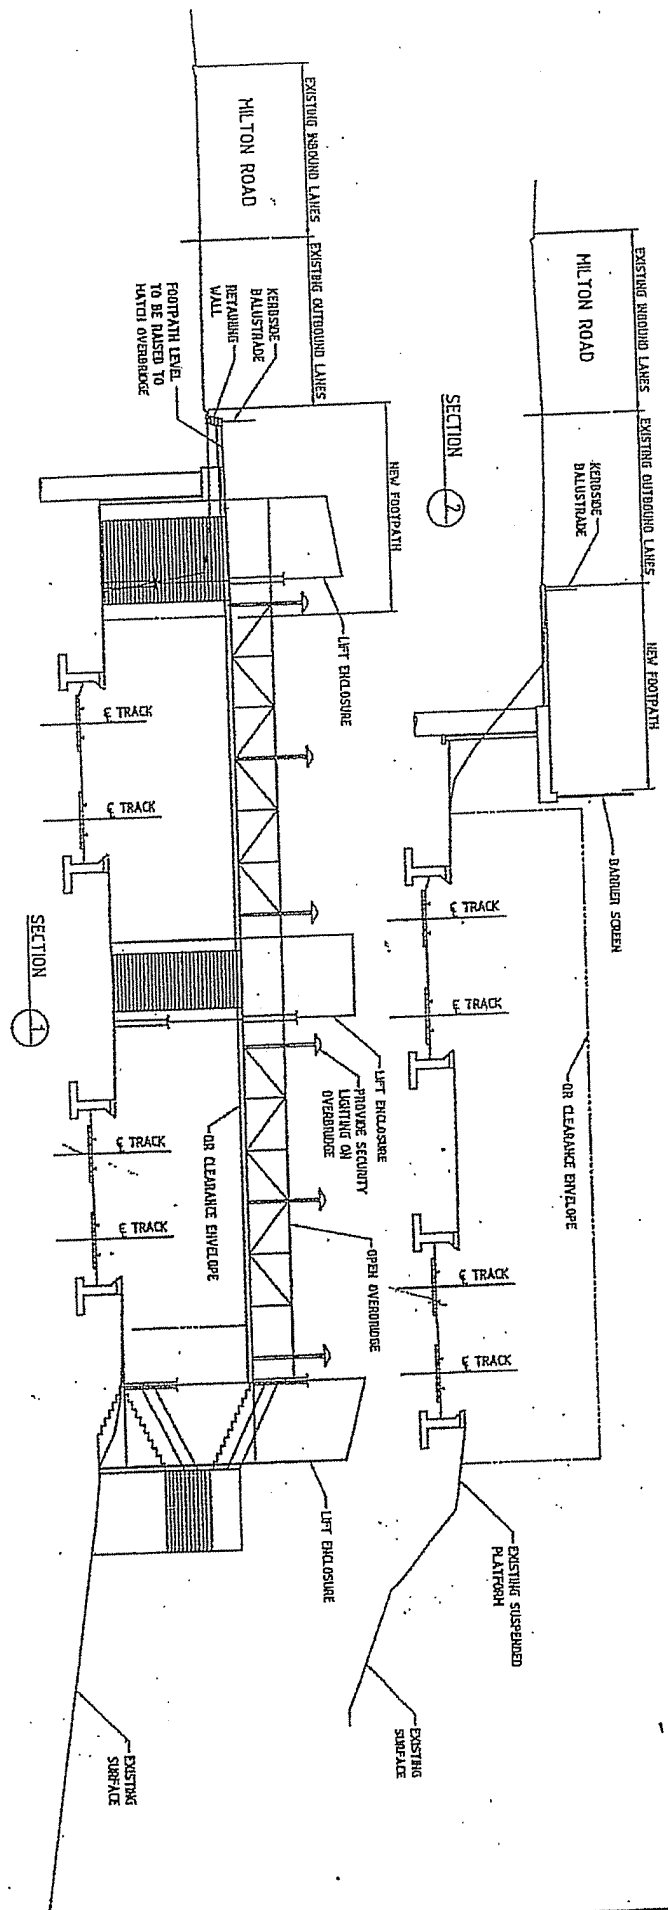 EXISTING INBOUND LANES
EXISTING OUTBOUND LANES
NEW FOOTPATH
MILTON ROAD
KERBSIDE
BALUSTRADE
BARRIER SCREEN
QR CLEARANCE ENVELOPE
℄ TRACK
℄ TRACK
℄ TRACK
℄ TRACK
EXISTING SUSPENDED
PLATFORM
EXISTING
SURFACE
SECTION
2
EXISTING INBOUND LANES
EXISTING OUTBOUND LANES
NEW FOOTPATH
MILTON ROAD
KERBSIDE
BALUSTRADE
RETAINING
WALL
FOOTPATH LEVEL
TO BE RAISED TO
MATCH OVERBRIDGE
LIFT ENCLOSURE
LIFT ENCLOSURE
PROVIDE SECURITY
LIGHTING ON
OVERBRIDGE
OPEN OVERBRIDGE
QR CLEARANCE ENVELOPE
LIFT ENCLOSURE
℄ TRACK
℄ TRACK
℄ TRACK
℄ TRACK
EXISTING
SURFACE
SECTION
1